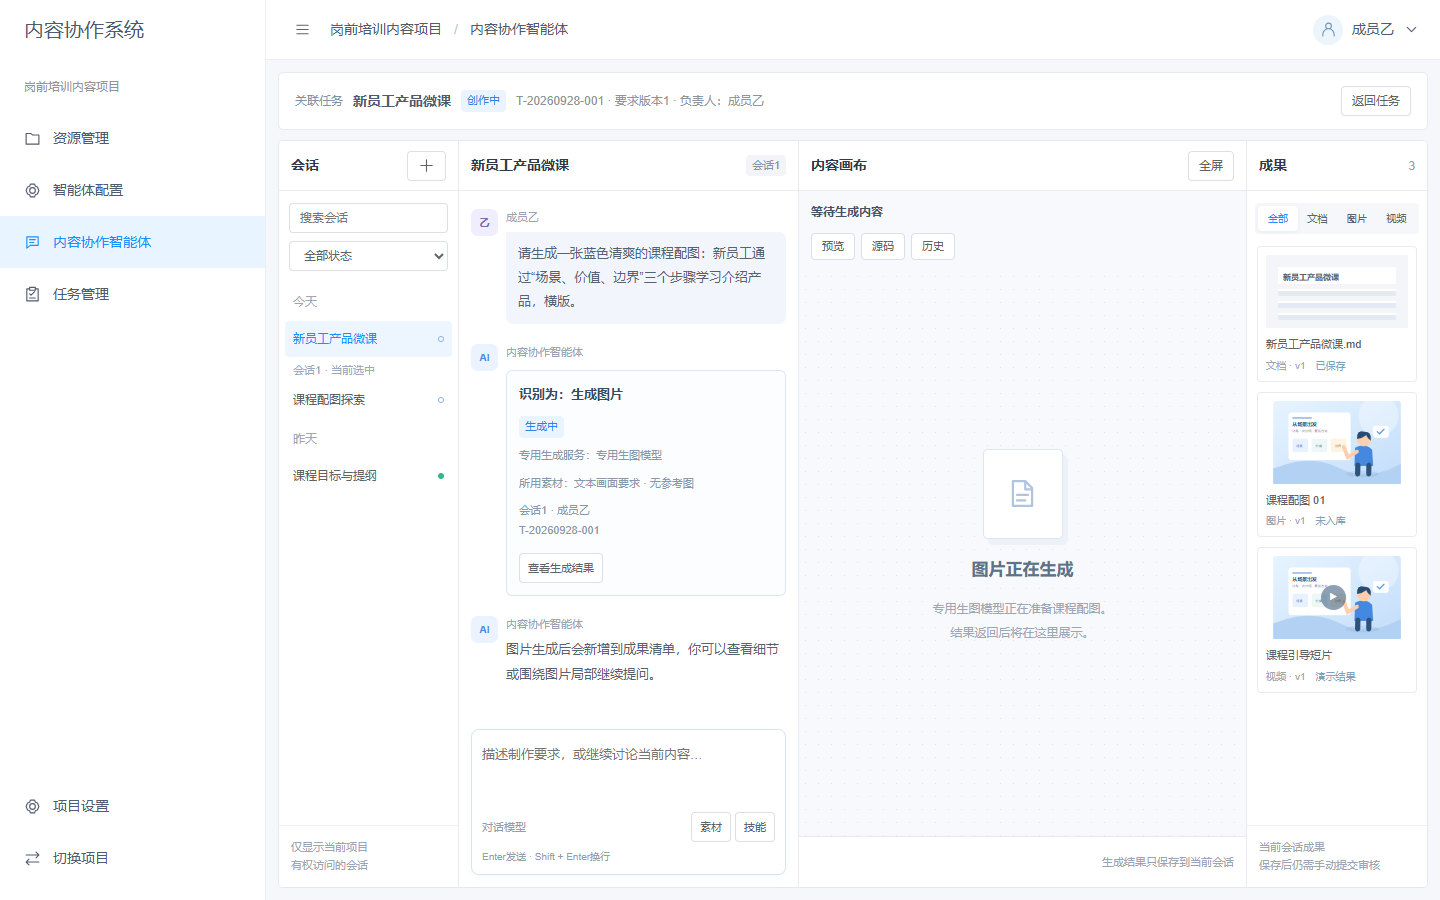 内容协作系统
岗前培训内容项目
资源管理
智能体配置
内容协作智能体
任务管理
项目设置
切换项目
岗前培训内容项目 / 内容协作智能体
成员乙
关联任务 新员工产品微课 创作中 T-20260928-001 · 要求版本1 · 负责人：成员乙
返回任务
会话
搜索会话
全部状态
今天
新员工产品微课
会话1 · 当前选中
课程配图探索
昨天
课程目标与提纲
仅显示当前项目
有权访问的会话
新员工产品微课 会话1
乙 成员乙
请生成一张蓝色清爽的课程配图：新员工通
过“场景、价值、边界”三个步骤学习介绍产
品，横版。
AI 内容协作智能体
识别为：生成图片
生成中
专用生成服务：专用生图模型
所用素材：文本画面要求 · 无参考图
会话1 · 成员乙
T-20260928-001
查看生成结果
AI 内容协作智能体
图片生成后会新增到成果清单，你可以查看细节
或围绕图片局部继续提问。
描述制作要求，或继续讨论当前内容…
对话模型 素材 技能
Enter发送 · Shift + Enter换行
内容画布 全屏
等待生成内容
预览 源码 历史
图片正在生成
专用生图模型正在准备课程配图。
结果返回后将在这里展示。
生成结果只保存到当前会话
成果 3
全部 文档 图片 视频
新员工产品微课
新员工产品微课.md
文档 · v1 已保存
从场景出发
课程配图 01
图片 · v1 未入库
从场景出发
课程引导短片
视频 · v1 演示结果
当前会话成果
保存后仍需手动提交审核